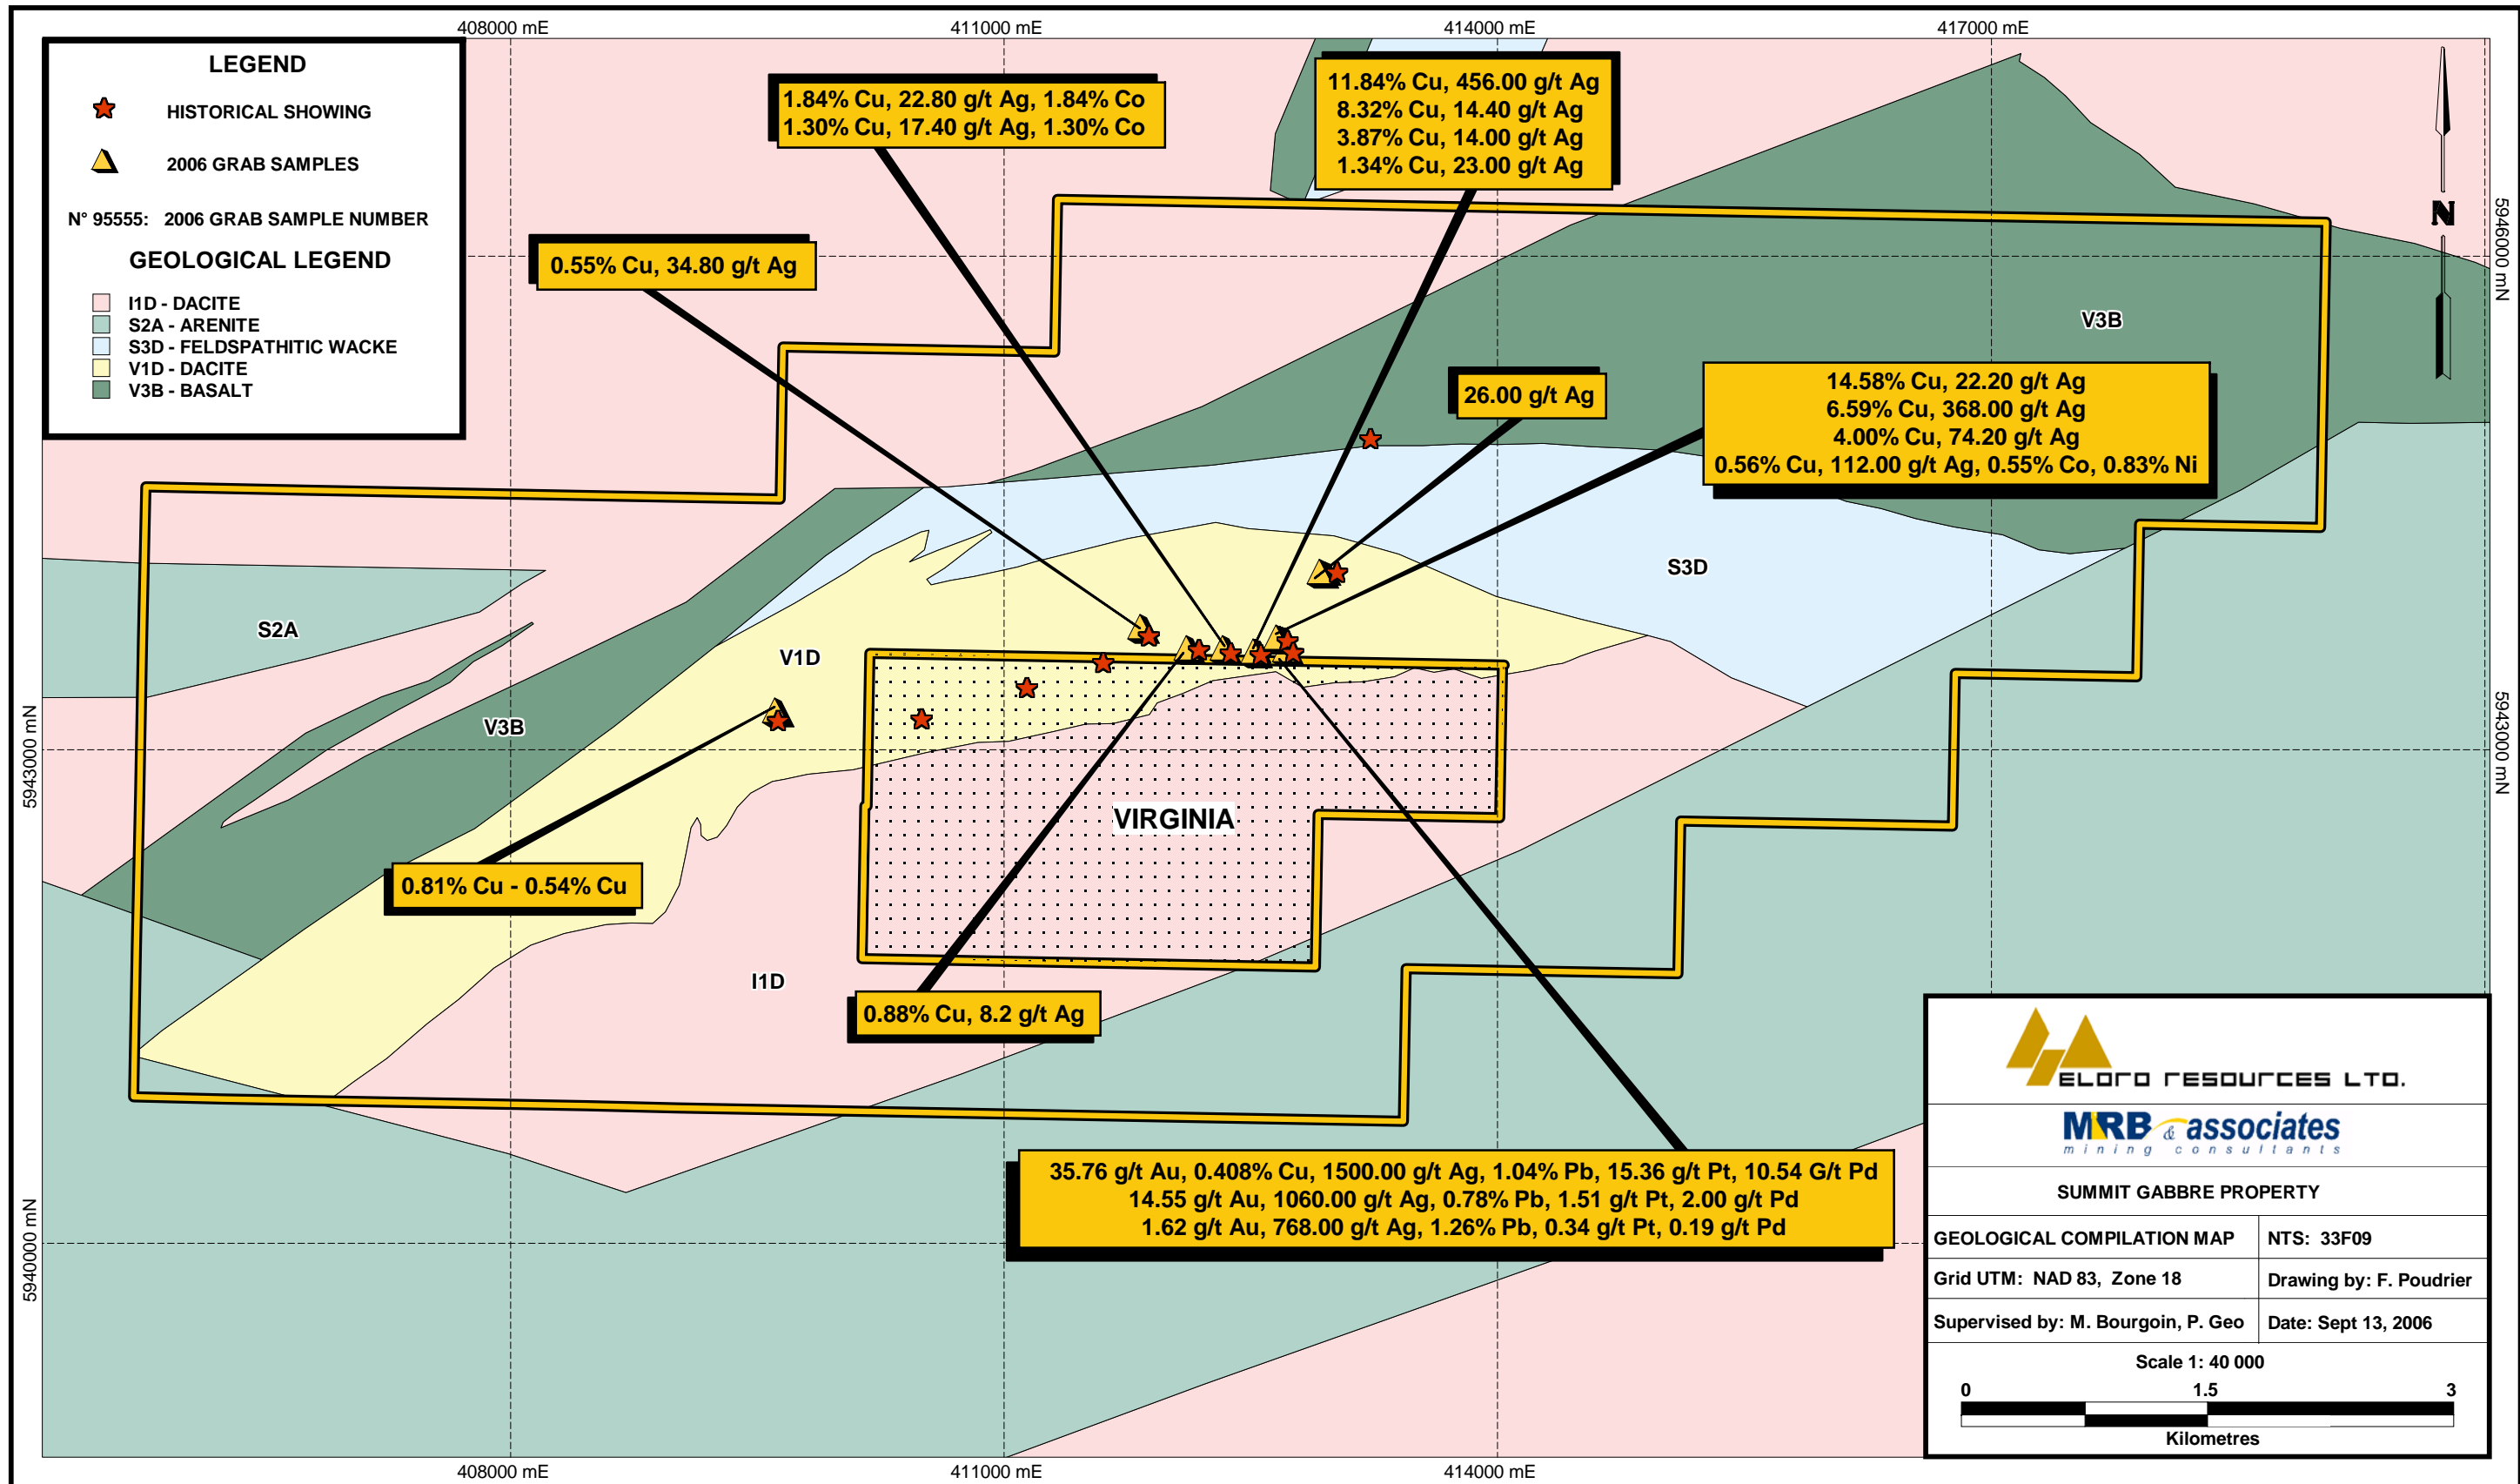 408000 mE
411000 mE
414000 mE
417000 mE
LEGEND
HISTORICAL SHOWING
2006 GRAB SAMPLES
N° 95555: 2006 GRAB SAMPLE NUMBER
GEOLOGICAL LEGEND
I1D - DACITE
S2A - ARENITE
S3D - FELDSPATHITIC WACKE
V1D - DACITE
V3B - BASALT
1.84% Cu, 22.80 g/t Ag, 1.84% Co
1.30% Cu, 17.40 g/t Ag, 1.30% Co
11.84% Cu, 456.00 g/t Ag
8.32% Cu, 14.40 g/t Ag
3.87% Cu, 14.00 g/t Ag
1.34% Cu, 23.00 g/t Ag
N
5946000 mN
0.55% Cu, 34.80 g/t Ag
V3B
26.00 g/t Ag
14.58% Cu, 22.20 g/t Ag
6.59% Cu, 368.00 g/t Ag
4.00% Cu, 74.20 g/t Ag
0.56% Cu, 112.00 g/t Ag, 0.55% Co, 0.83% Ni
S3D
S2A
V1D
V3B
5943000 mN
5943000 mN
VIRGINIA
0.81% Cu - 0.54% Cu
I1D
0.88% Cu, 8.2 g/t Ag
35.76 g/t Au, 0.408% Cu, 1500.00 g/t Ag, 1.04% Pb, 15.36 g/t Pt, 10.54 G/t Pd
14.55 g/t Au, 1060.00 g/t Ag, 0.78% Pb, 1.51 g/t Pt, 2.00 g/t Pd
1.62 g/t Au, 768.00 g/t Ag, 1.26% Pb, 0.34 g/t Pt, 0.19 g/t Pd
5940000 mN
ELORO RESOURCES LTD.
MRB & associates
mining consultants
SUMMIT GABBRE PROPERTY
GEOLOGICAL COMPILATION MAP
NTS: 33F09
Grid UTM: NAD 83, Zone 18
Drawing by: F. Poudrier
Supervised by: M. Bourgoin, P. Geo
Date: Sept 13, 2006
Scale 1: 40 000
0 1.5 3
Kilometres
408000 mE
411000 mE
414000 mE